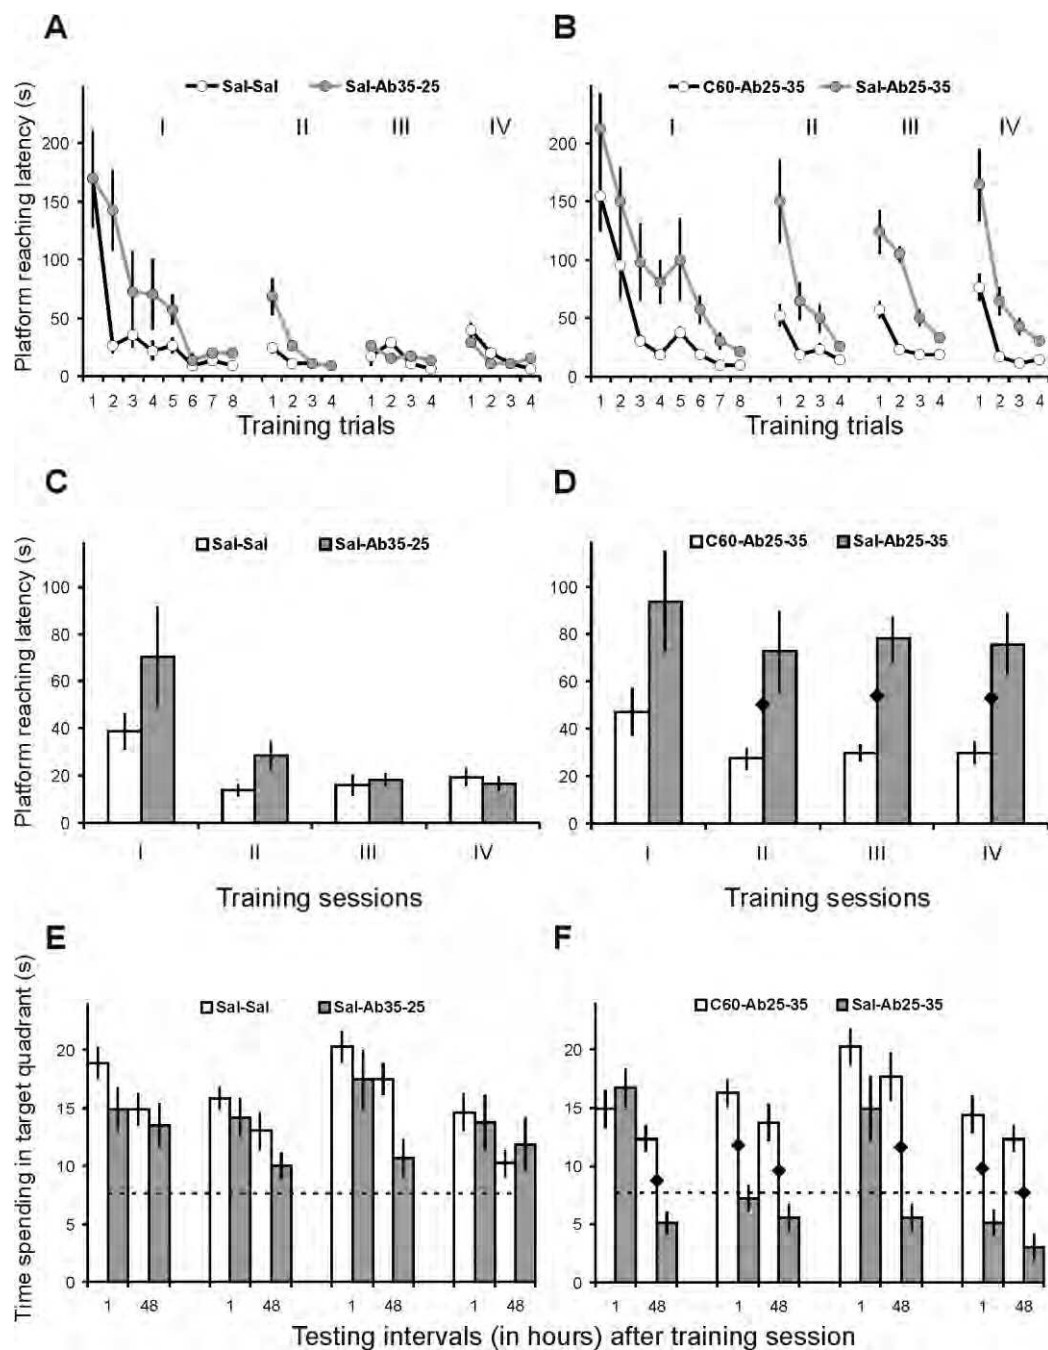 A
B
Sal-Sal Sal-Ab35-25
C60-Ab25-35 Sal-Ab25-35
Platform reaching latency (s)
I II III IV
I II III IV
200
150
100
50
0
200
150
100
50
0
1 2 3 4 5 6 7 8 1 2 3 4 1 2 3 4 1 2 3 4
1 2 3 4 5 6 7 8 1 2 3 4 1 2 3 4 1 2 3 4
Training trials
Training trials
C
D
Sal-Sal Sal-Ab35-25
C60-Ab25-35 Sal-Ab25-35
Platform reaching latency (s)
100
80
60
40
20
0
100
80
60
40
20
0
I II III IV
I II III IV
Training sessions
Training sessions
E
F
Sal-Sal Sal-Ab35-25
C60-Ab25-35 Sal-Ab25-35
Time spending in target quadrant (s)
20
15
10
5
0
20
15
10
5
0
1 48 1 48 1 48 1 48
1 48 1 48 1 48 1 48
Testing intervals (in hours) after training session